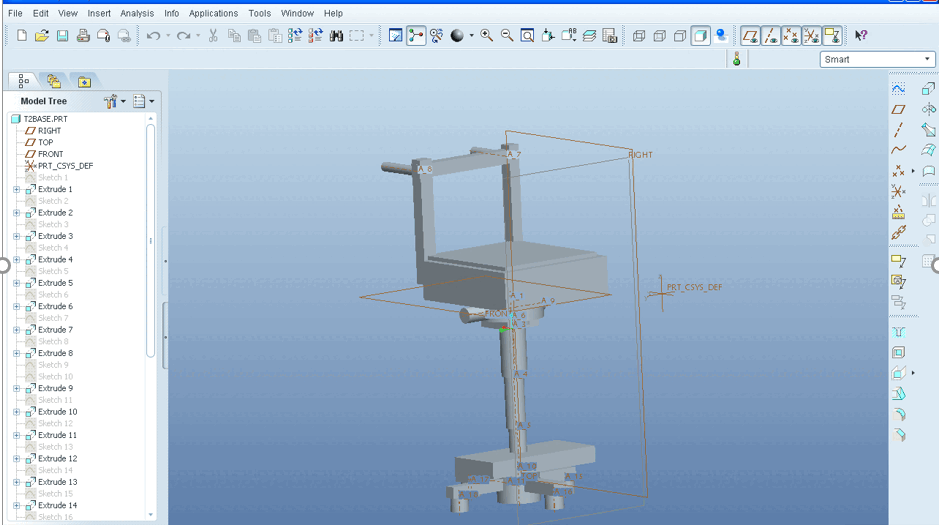 File Edit View Insert Analysis Info Applications Tools Window Help
Smart
Model Tree
T2BASE.PRT
RIGHT
TOP
FRONT
PRT_CSYS_DEF
Sketch 1
Extrude 1
Sketch 2
Extrude 2
Sketch 3
Extrude 3
Sketch 4
Extrude 4
Sketch 5
Extrude 5
Sketch 6
Extrude 6
Sketch 7
Extrude 7
Sketch 8
Extrude 8
Sketch 9
Sketch 10
Extrude 9
Sketch 11
Extrude 10
Sketch 12
Extrude 11
Sketch 13
Extrude 12
Sketch 14
Extrude 13
Sketch 15
Extrude 14
Sketch 16
A_7
RIGHT
A_8
PRT_CSYS_DEF
A_1
A_9
FRONT
A_6
A_5
A_4